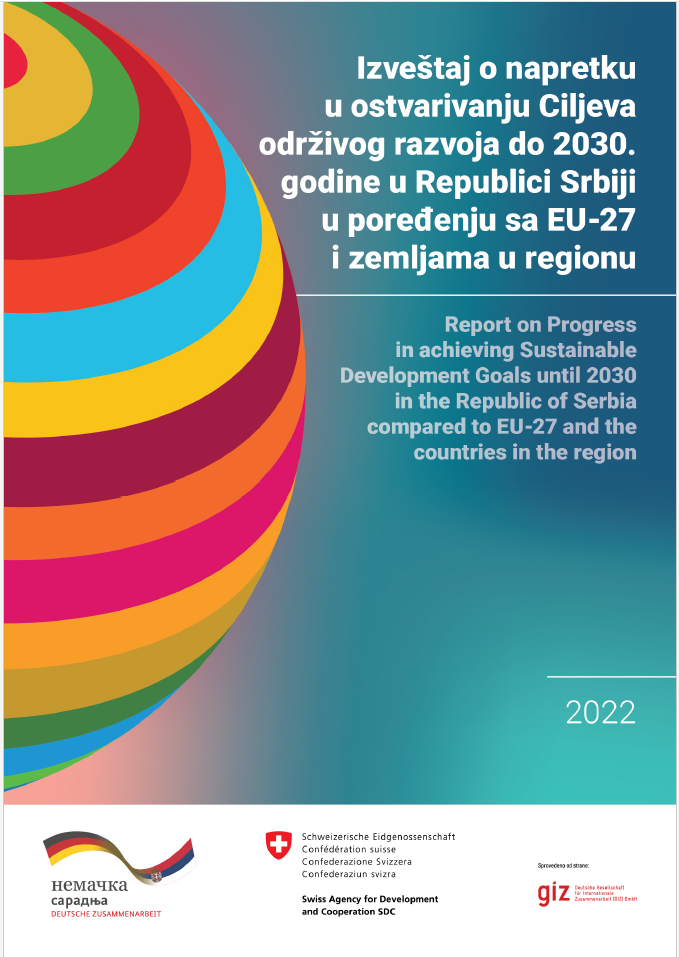 Izveštaj o napretku
u ostvarivanju Ciljeva
održivog razvoja do 2030.
godine u Republici Srbiji
u poređenju sa EU-27
i zemljama u regionu
Report on Progress
in achieving Sustainable
Development Goals until 2030
in the Republic of Serbia
compared to EU-27 and the
countries in the region
2022
немачка
сарадња
DEUTSCHE ZUSAMMENARBEIT
Schweizerische Eidgenossenschaft
Confédération suisse
Confederazione Svizzera
Confederaziun svizra
Swiss Agency for Development
and Cooperation SDC
Sprovedeno od strane:
giz
Deutsche Gesellschaft
für Internationale
Zusammenarbeit (GIZ) GmbH